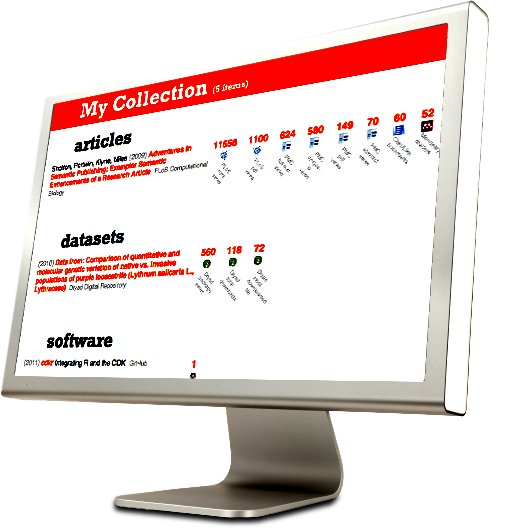 My Collection (5 items)
articles
Shotton, Portwin, Klyne, Miles (2009) Adventures in
Semantic Publishing: Exemplar Semantic
Enhancements of a Research Article PLoS Computational
Biology
11556 1100 624 580 149 70 60 52
datasets
(2010) Data from: Comparison of quantitative and
molecular genetic variation of native vs. invasive
populations of purple loosestrife (Lythrum salicaria L.,
Lythraceae) Dryad Digital Repository
560 118 72
software
(2011) cdkr Integrating R and the CDK GitHub
1